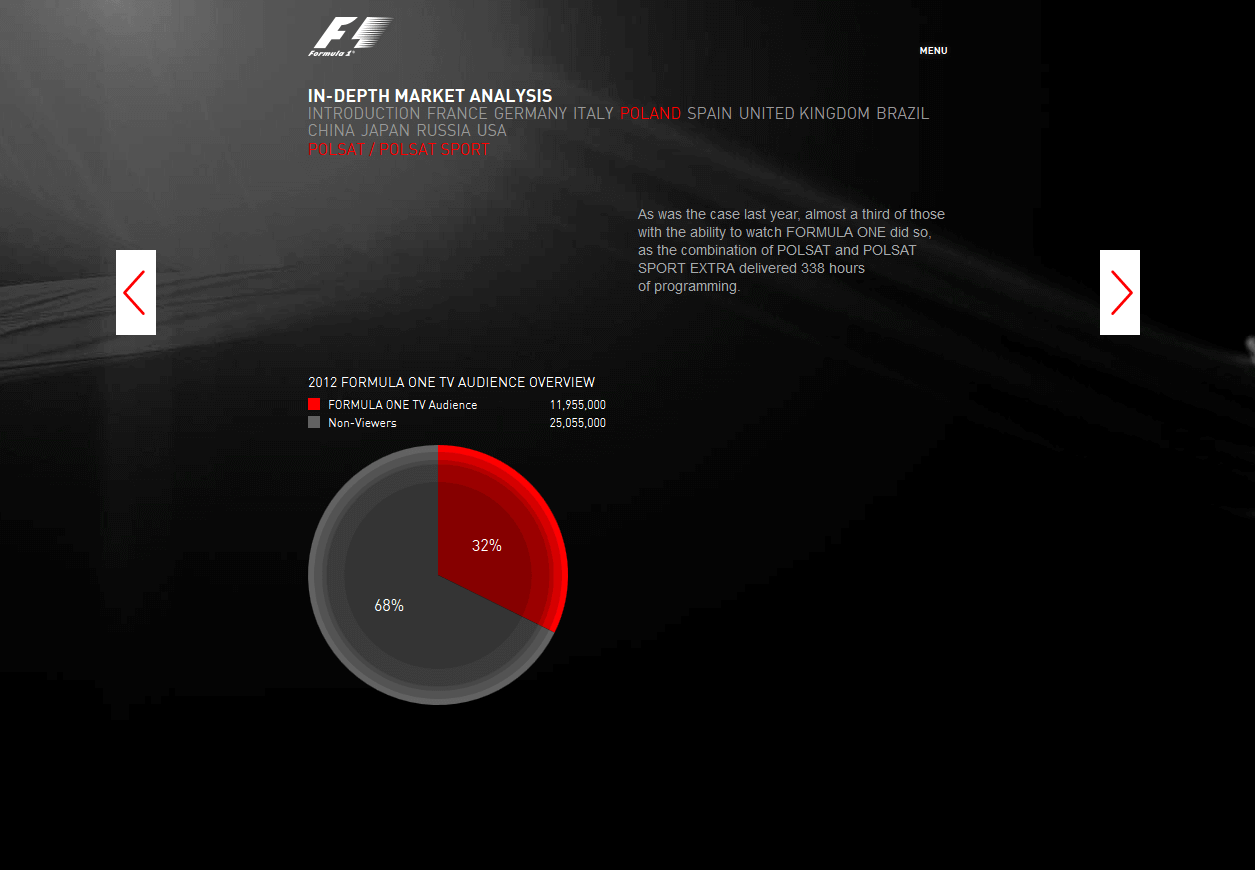 Formula 1®
MENU
IN-DEPTH MARKET ANALYSIS
INTRODUCTION FRANCE GERMANY ITALY POLAND SPAIN UNITED KINGDOM BRAZIL
CHINA JAPAN RUSSIA USA
POLSAT / POLSAT SPORT
As was the case last year, almost a third of those
with the ability to watch FORMULA ONE did so,
as the combination of POLSAT and POLSAT
SPORT EXTRA delivered 338 hours
of programming.
2012 FORMULA ONE TV AUDIENCE OVERVIEW
FORMULA ONE TV Audience 11,955,000
Non-Viewers 25,055,000
32%
68%